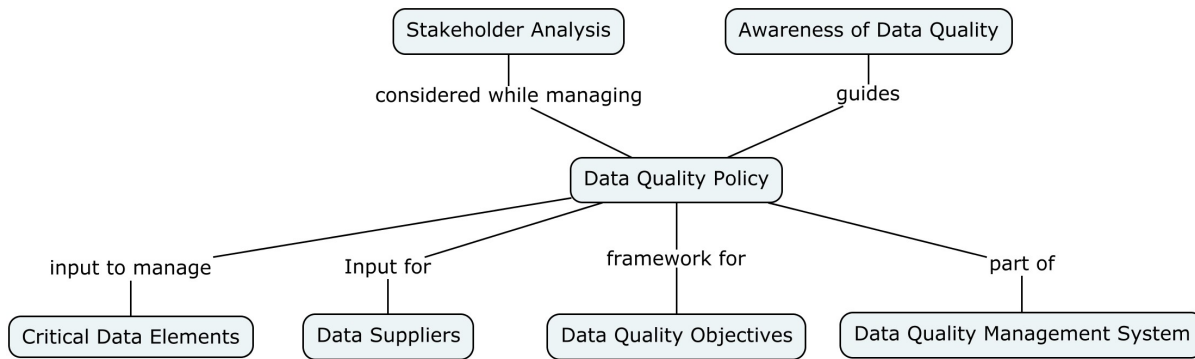 Stakeholder Analysis
Awareness of Data Quality
considered while managing
guides
Data Quality Policy
input to manage
Input for
framework for
part of
Critical Data Elements
Data Suppliers
Data Quality Objectives
Data Quality Management System